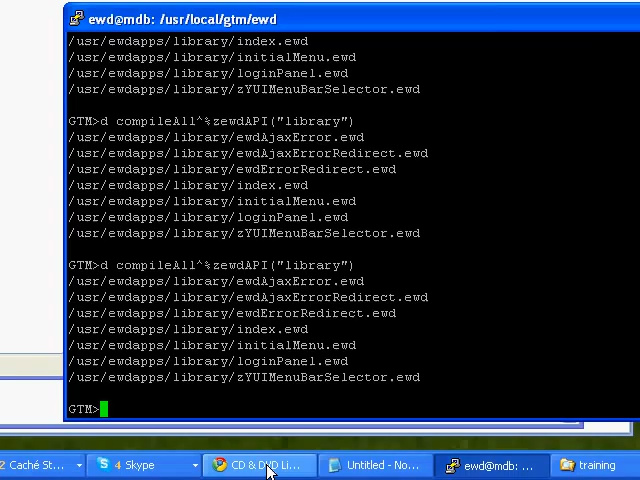 ewd@mdb: /usr/local/gtm/ewd
/usr/ewdapps/library/index.ewd
/usr/ewdapps/library/initialMenu.ewd
/usr/ewdapps/library/loginPanel.ewd
/usr/ewdapps/library/zYUIMenuBarSelector.ewd
GTM>d compileAll^%zewdAPI("library")
/usr/ewdapps/library/ewdAjaxError.ewd
/usr/ewdapps/library/ewdAjaxErrorRedirect.ewd
/usr/ewdapps/library/ewdErrorRedirect.ewd
/usr/ewdapps/library/index.ewd
/usr/ewdapps/library/initialMenu.ewd
/usr/ewdapps/library/loginPanel.ewd
/usr/ewdapps/library/zYUIMenuBarSelector.ewd
GTM>d compileAll^%zewdAPI("library")
/usr/ewdapps/library/ewdAjaxError.ewd
/usr/ewdapps/library/ewdAjaxErrorRedirect.ewd
/usr/ewdapps/library/ewdErrorRedirect.ewd
/usr/ewdapps/library/index.ewd
/usr/ewdapps/library/initialMenu.ewd
/usr/ewdapps/library/loginPanel.ewd
/usr/ewdapps/library/zYUIMenuBarSelector.ewd
GTM>
2 Caché St... 4 Skype CD & DVD Li... Untitled - No... ewd@mdb: ... training